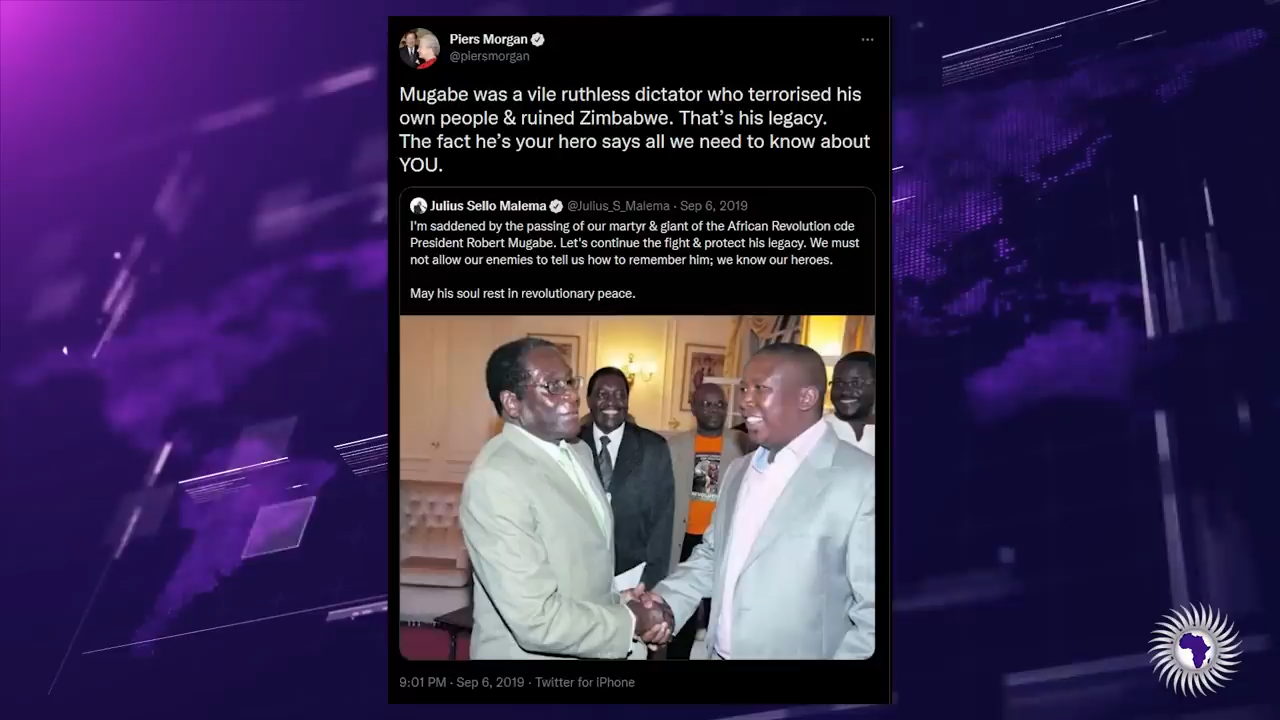 Piers Morgan
@piersmorgan
Mugabe was a vile ruthless dictator who terrorised his
own people & ruined Zimbabwe. That's his legacy.
The fact he's your hero says all we need to know about
YOU.
Julius Sello Malema @Julius_S_Malema · Sep 6, 2019
I'm saddened by the passing of our martyr & giant of the African Revolution cde
President Robert Mugabe. Let's continue the fight & protect his legacy. We must
not allow our enemies to tell us how to remember him; we know our heroes.
May his soul rest in revolutionary peace.
9:01 PM · Sep 6, 2019 · Twitter for iPhone